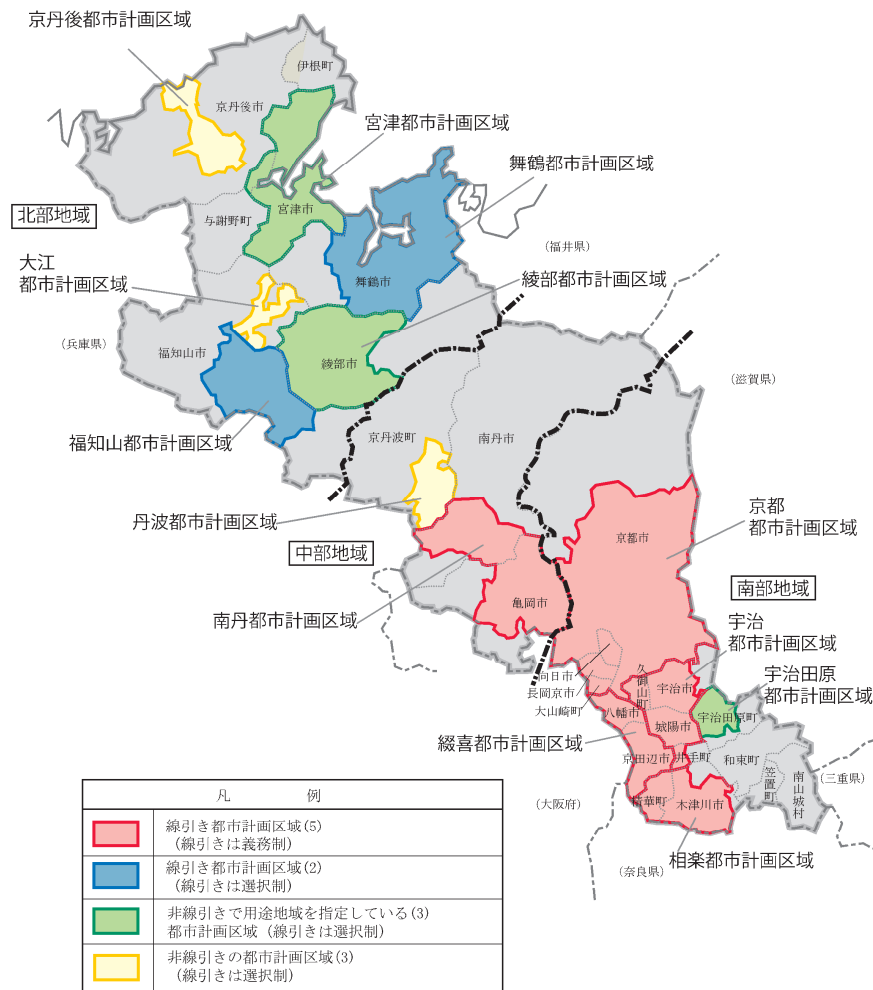 京丹後都市計画区域
伊根町
京丹後市
宮津都市計画区域
舞鶴都市計画区域
宮津市
北部地域
与謝野町
(福井県)
大江
都市計画区域
舞鶴市
綾部都市計画区域
(兵庫県)
福知山市
綾部市
(滋賀県)
福知山都市計画区域
京丹波町
南丹市
丹波都市計画区域
京都
都市計画区域
京都市
中部地域
南丹都市計画区域
亀岡市
南部地域
宇治
都市計画区域
向日市
長岡京市
大山崎町
久御山町
宇治市
宇治田原
都市計画区域
八幡市
城陽市
宇治田原町
綴喜都市計画区域
京田辺市
井手町
和束町
笠置町
南山城村
(三重県)
(大阪府)
精華町
木津川市
相楽都市計画区域
(奈良県)
凡例
線引き都市計画区域(5)
(線引きは義務制)
線引き都市計画区域(2)
(線引きは選択制)
非線引きで用途地域を指定している(3)
都市計画区域(線引きは選択制)
非線引きの都市計画区域(3)
(線引きは選択制)